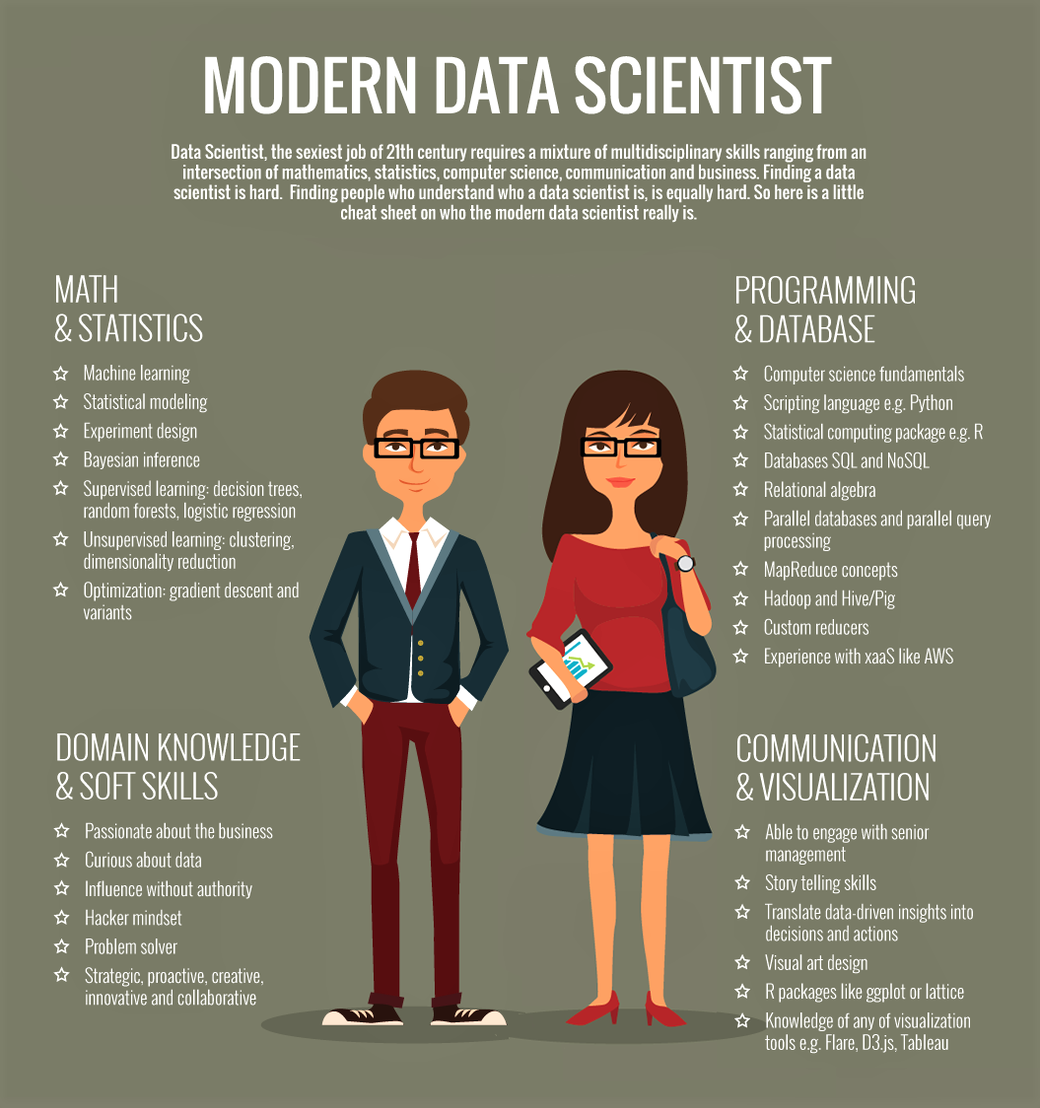 MODERN DATA SCIENTIST
Data Scientist, the sexiest job of 21th century requires a mixture of multidisciplinary skills ranging from an
intersection of mathematics, statistics, computer science, communication and business. Finding a data
scientist is hard. Finding people who understand who a data scientist is, is equally hard. So here is a little
cheat sheet on who the modern data scientist really is.
MATH
& STATISTICS
Machine learning
Statistical modeling
Experiment design
Bayesian inference
Supervised learning: decision trees,
random forests, logistic regression
Unsupervised learning: clustering,
dimensionality reduction
Optimization: gradient descent and
variants
PROGRAMMING
& DATABASE
Computer science fundamentals
Scripting language e.g. Python
Statistical computing package e.g. R
Databases SQL and NoSQL
Relational algebra
Parallel databases and parallel query
processing
MapReduce concepts
Hadoop and Hive/Pig
Custom reducers
Experience with xaaS like AWS
DOMAIN KNOWLEDGE
& SOFT SKILLS
Passionate about the business
Curious about data
Influence without authority
Hacker mindset
Problem solver
Strategic, proactive, creative,
innovative and collaborative
COMMUNICATION
& VISUALIZATION
Able to engage with senior
management
Story telling skills
Translate data-driven insights into
decisions and actions
Visual art design
R packages like ggplot or lattice
Knowledge of any of visualization
tools e.g. Flare, D3.js, Tableau